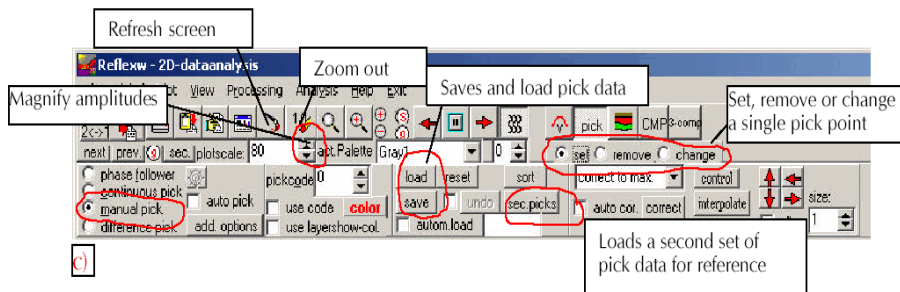 Refresh screen
Reflexw - 2D-dataanalysis
Zoom out
View Processing Analysis Help Exit
Saves and load pick data
Magnify amplitudes
Set, remove or change
a single pick point
pick CMP 3-comp
next prev. sec. plotscale: 80 act.Palette Gray1 0 set remove change
phase follower pickcode 0 load reset sort correct to max. control
continuous pick auto pick size:
manual pick use code color save undo sec.picks auto cor. correct interpolate 1
difference pick add. options use layershow-col. autom.load
Loads a second set of
pick data for reference
c)